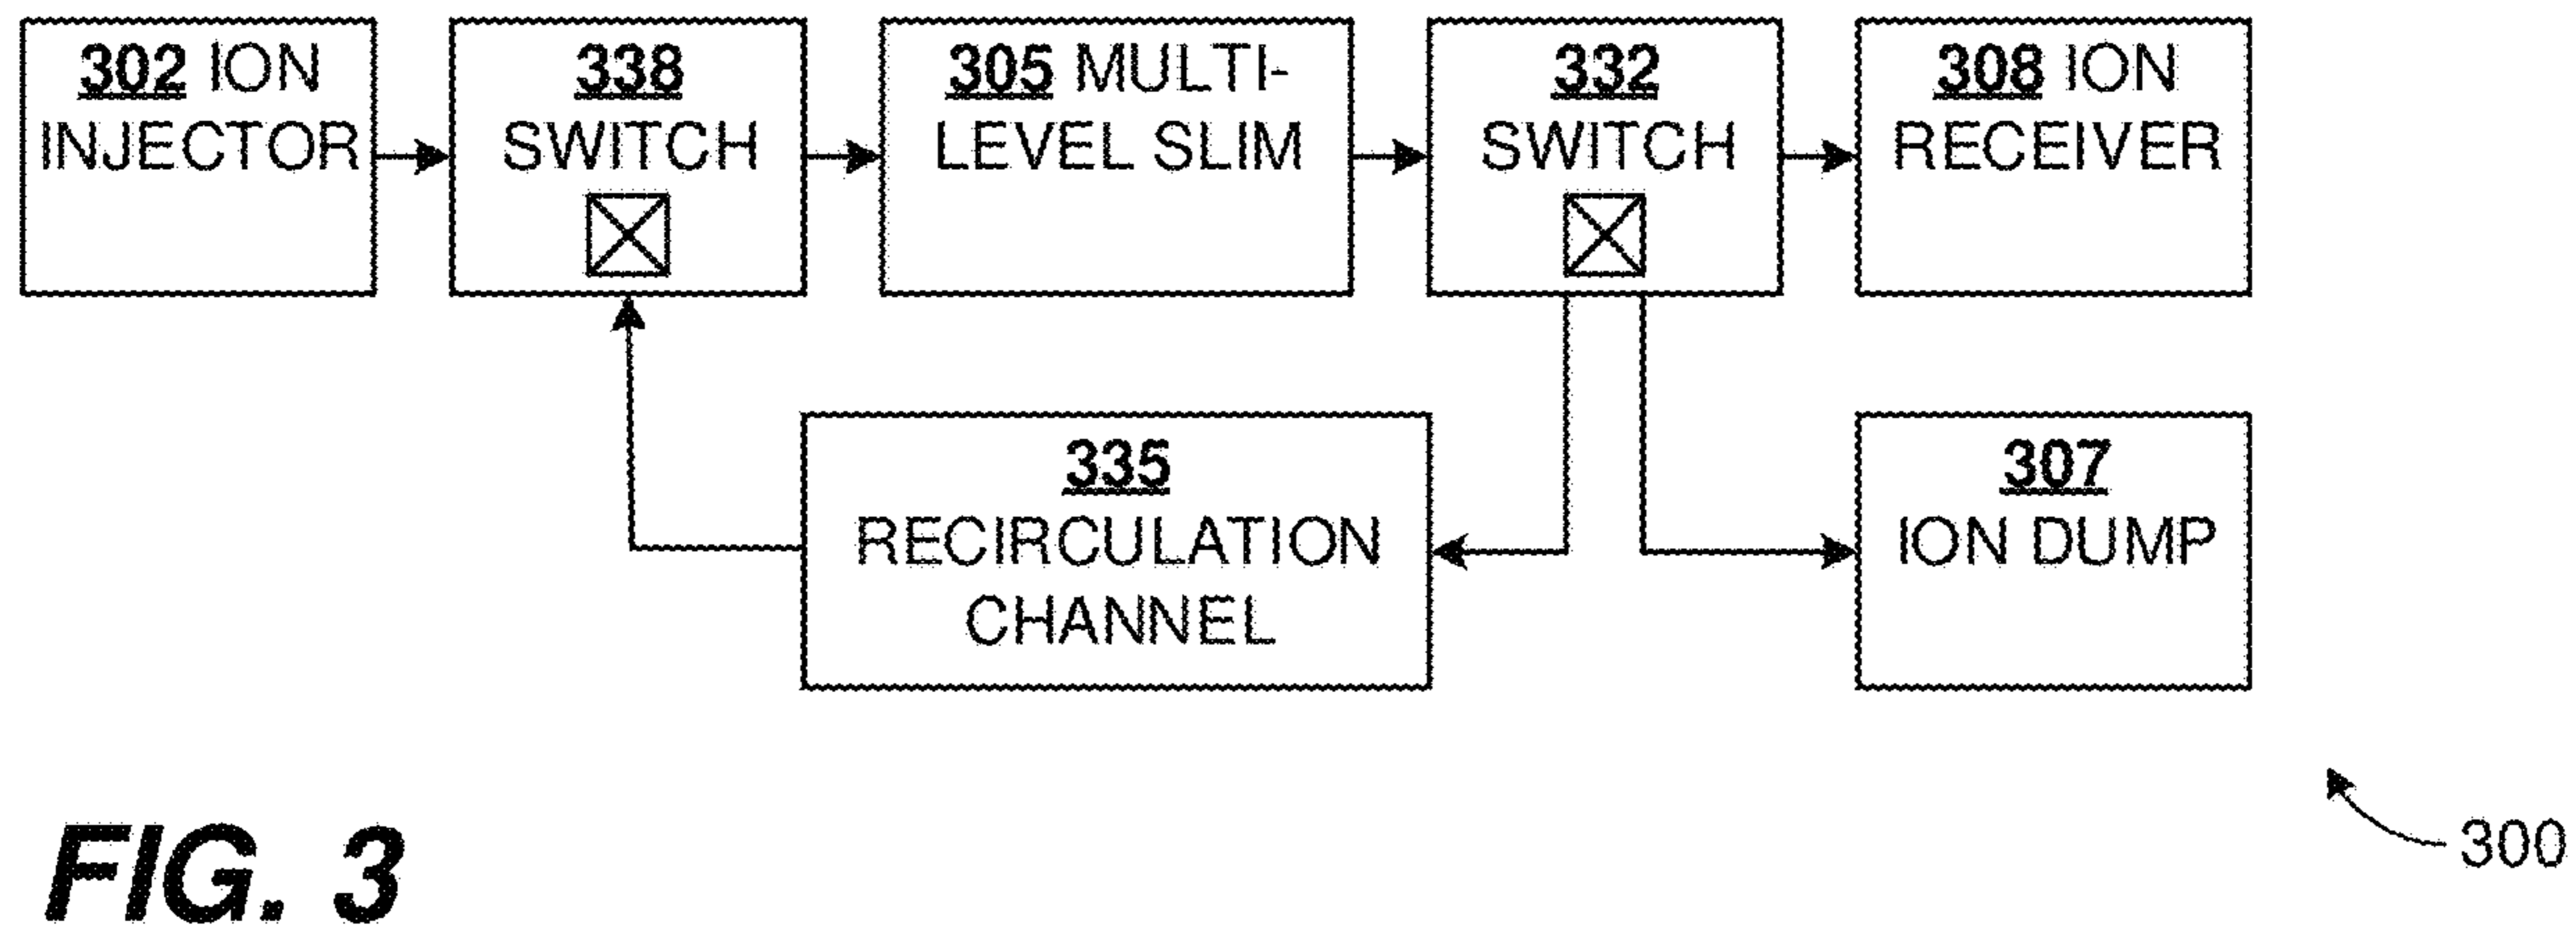 302 ION
INJECTOR
338
SWITCH
305 MULTI-
LEVEL SLIM
332
SWITCH
308 ION
RECEIVER
335
RECIRCULATION
CHANNEL
307
ION DUMP
300
FIG. 3